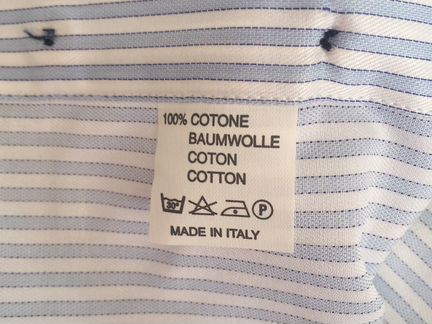 100% COTONE
BAUMWOLLE
COTON
COTTON
30° P
MADE IN ITALY